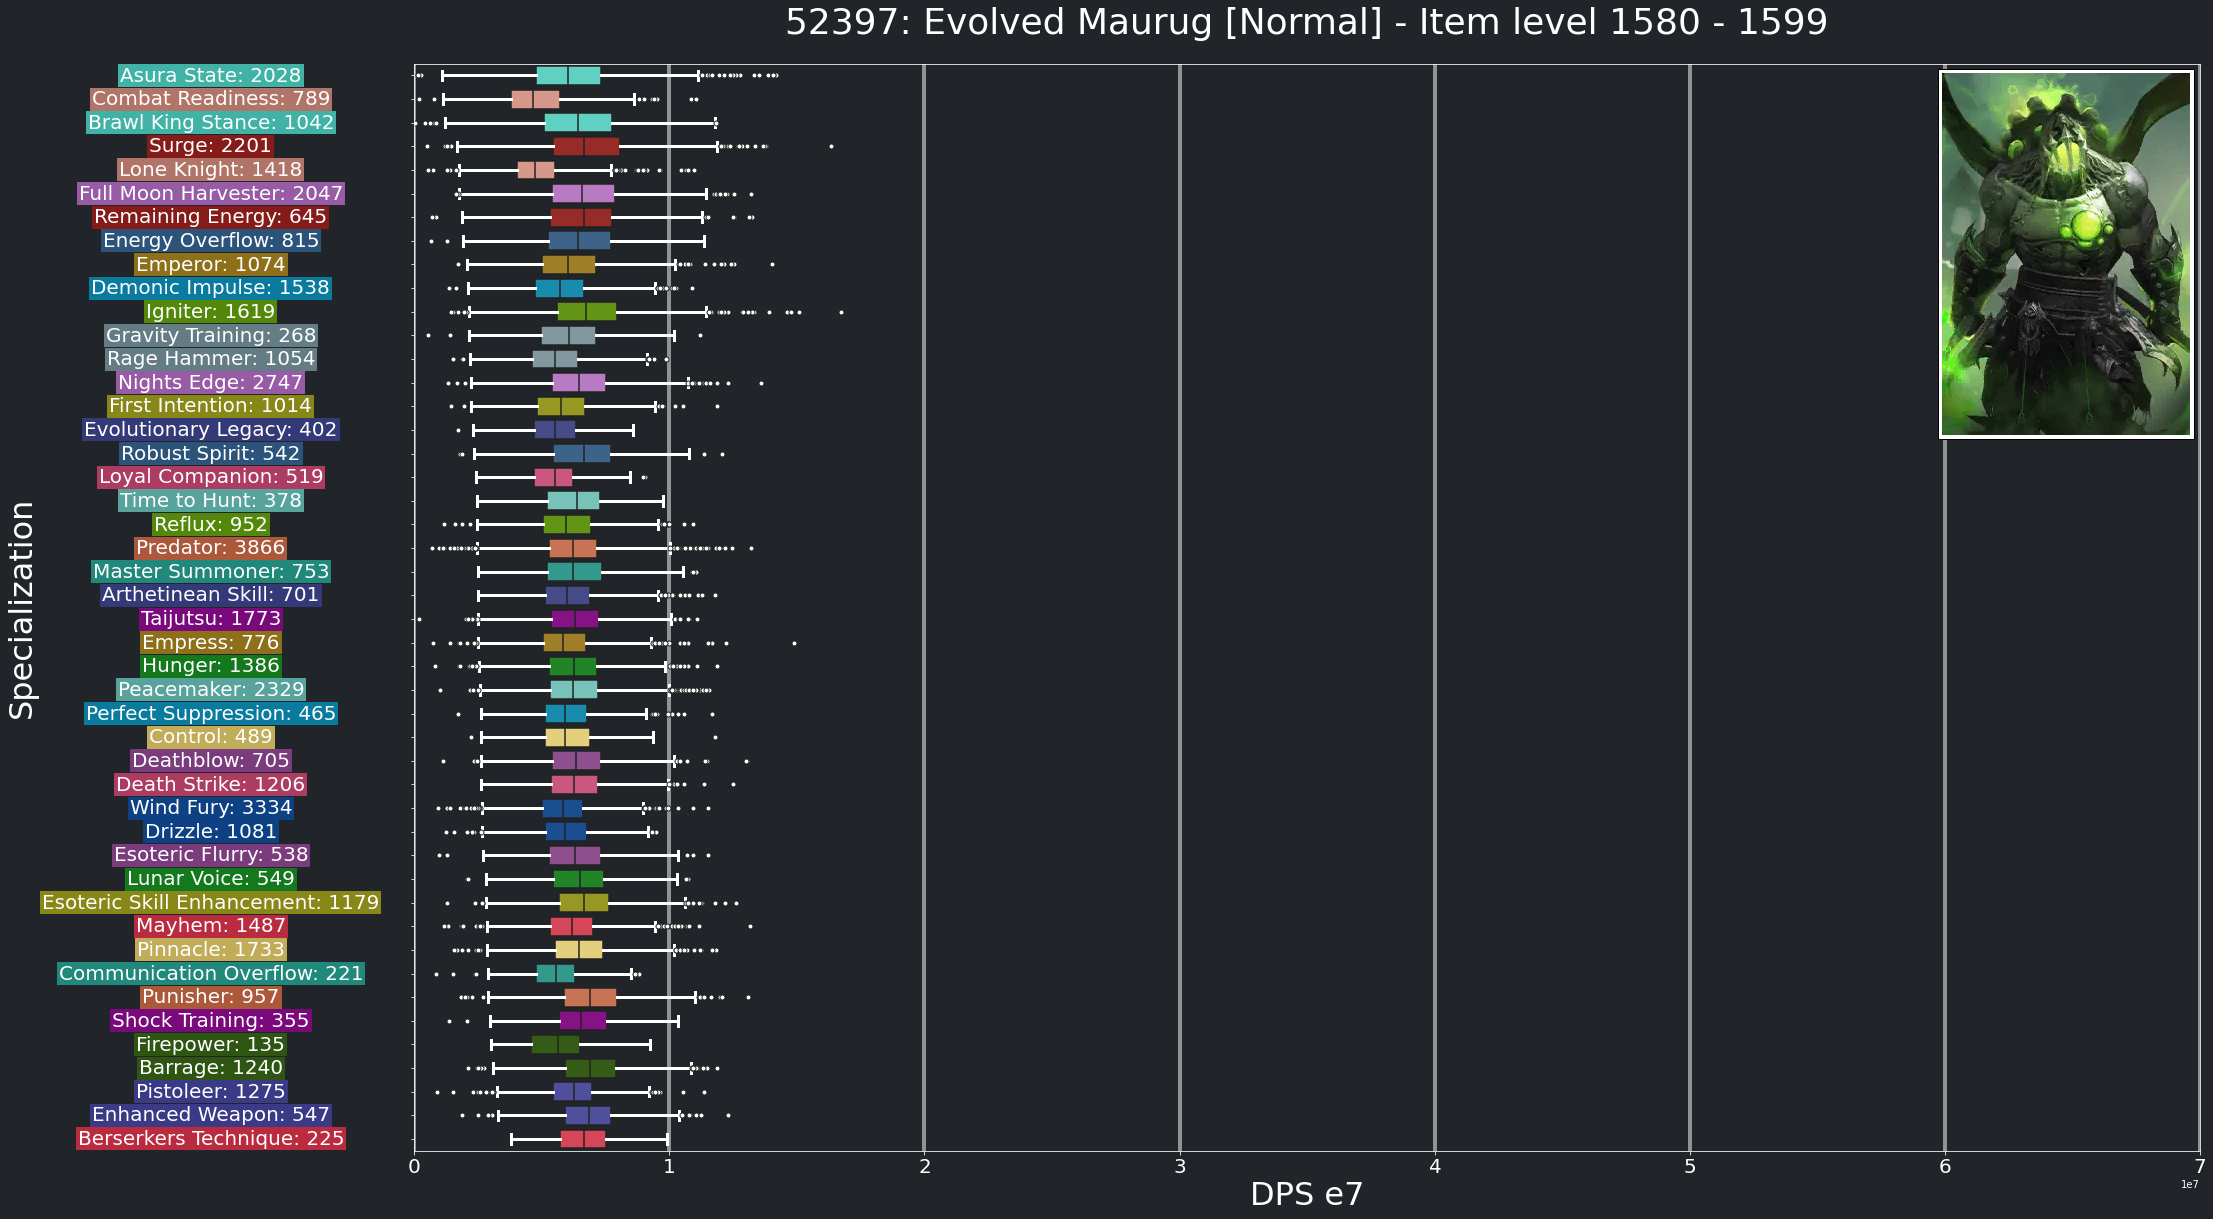 52397: Evolved Maurug [Normal] - Item level 1580 - 1599
Specialization
Asura State: 2028
Combat Readiness: 789
Brawl King Stance: 1042
Surge: 2201
Lone Knight: 1418
Full Moon Harvester: 2047
Remaining Energy: 645
Energy Overflow: 815
Emperor: 1074
Demonic Impulse: 1538
Igniter: 1619
Gravity Training: 268
Rage Hammer: 1054
Nights Edge: 2747
First Intention: 1014
Evolutionary Legacy: 402
Robust Spirit: 542
Loyal Companion: 519
Time to Hunt: 378
Reflux: 952
Predator: 3866
Master Summoner: 753
Arthetinean Skill: 701
Taijutsu: 1773
Empress: 776
Hunger: 1386
Peacemaker: 2329
Perfect Suppression: 465
Control: 489
Deathblow: 705
Death Strike: 1206
Wind Fury: 3334
Drizzle: 1081
Esoteric Flurry: 538
Lunar Voice: 549
Esoteric Skill Enhancement: 1179
Mayhem: 1487
Pinnacle: 1733
Communication Overflow: 221
Punisher: 957
Shock Training: 355
Firepower: 135
Barrage: 1240
Pistoleer: 1275
Enhanced Weapon: 547
Berserkers Technique: 225
0 1 2 3 4 5 6 7
1e7
DPS e7